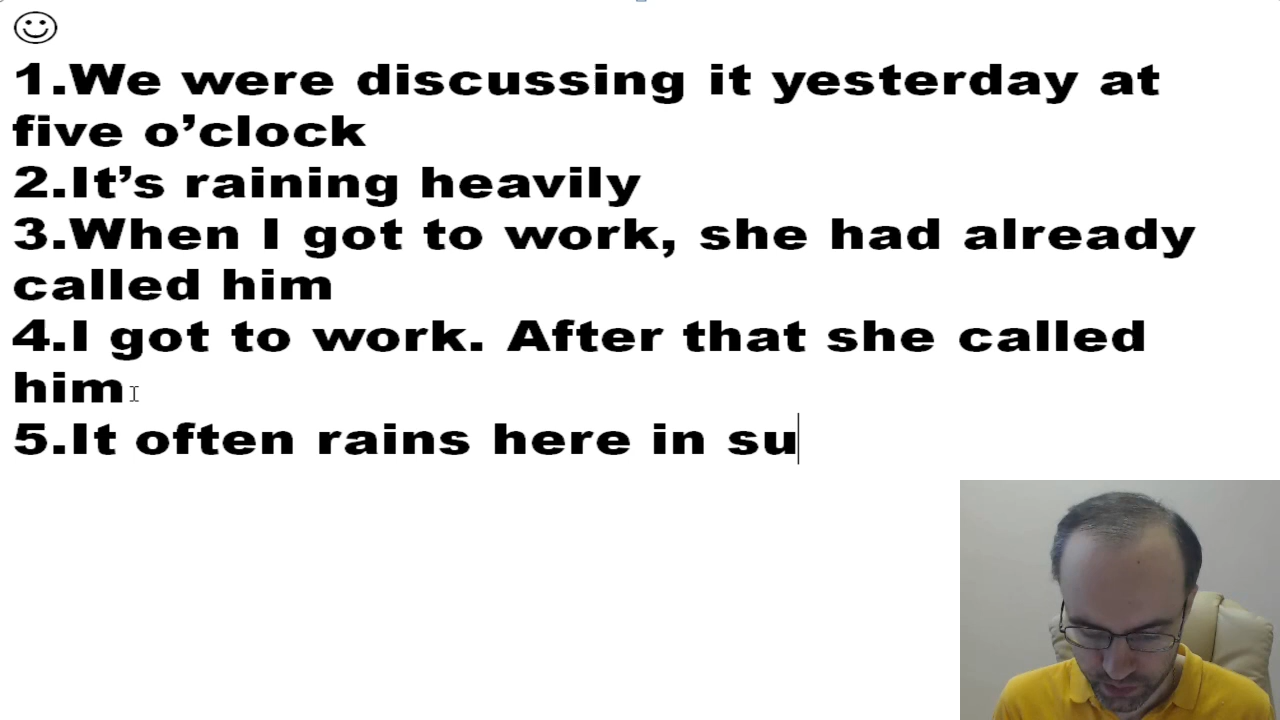 1.We were discussing it yesterday at
five o’clock
2.It’s raining heavily
3.When I got to work, she had already
called him
4.I got to work. After that she called
him
5.It often rains here in su